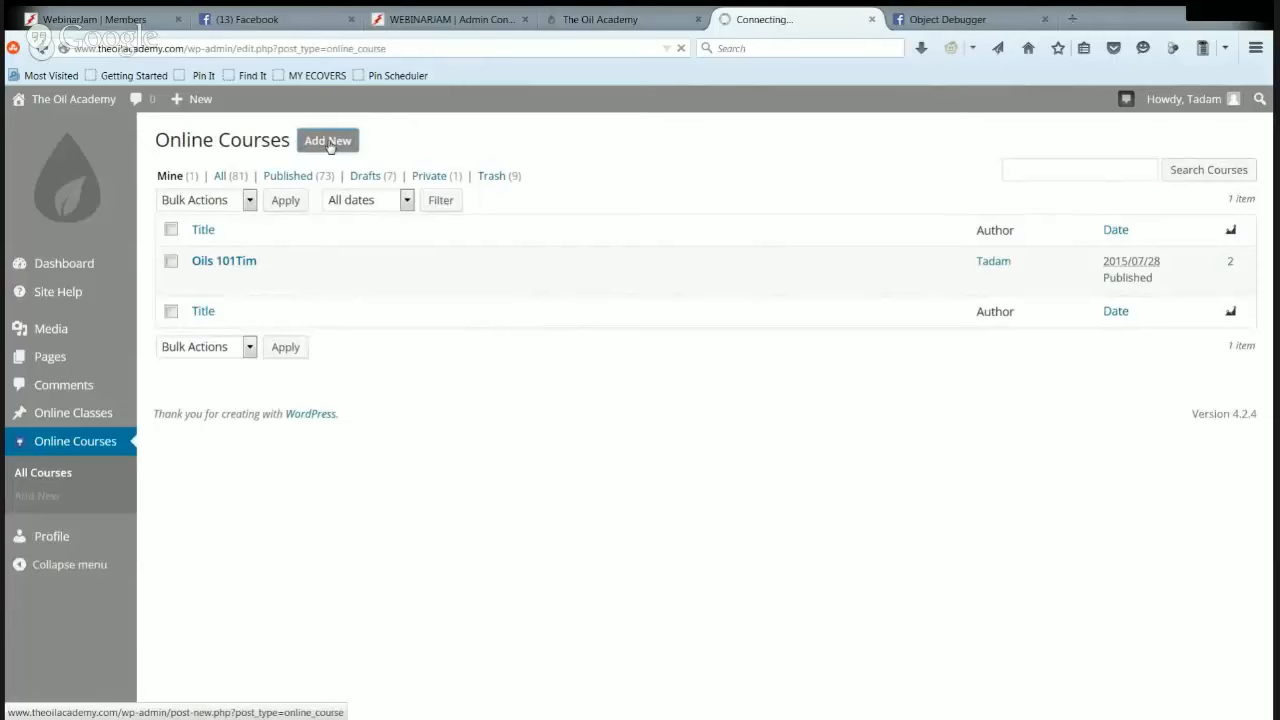 WebinarJam | Members
(13) Facebook
WEBINARJAM | Admin Con...
The Oil Academy
Connecting...
Object Debugger
Google
www.theoilacademy.com/wp-admin/edit.php?post_type=online_course
Search
Most Visited
Getting Started
Pin It
Find It
MY ECOVERS
Pin Scheduler
The Oil Academy
0
New
Howdy, Tadam
Online Courses
Add New
Mine (1) | All (81) | Published (73) | Drafts (7) | Private (1) | Trash (9)
Search Courses
Bulk Actions
Apply
All dates
Filter
1 item
Title
Author
Date
Oils 101Tim
Tadam
2015/07/28
Published
2
Title
Author
Date
Bulk Actions
Apply
1 item
Thank you for creating with WordPress.
Version 4.2.4
Dashboard
Site Help
Media
Pages
Comments
Online Classes
Online Courses
All Courses
Add New
Profile
Collapse menu
www.theoilacademy.com/wp-admin/post-new.php?post_type=online_course